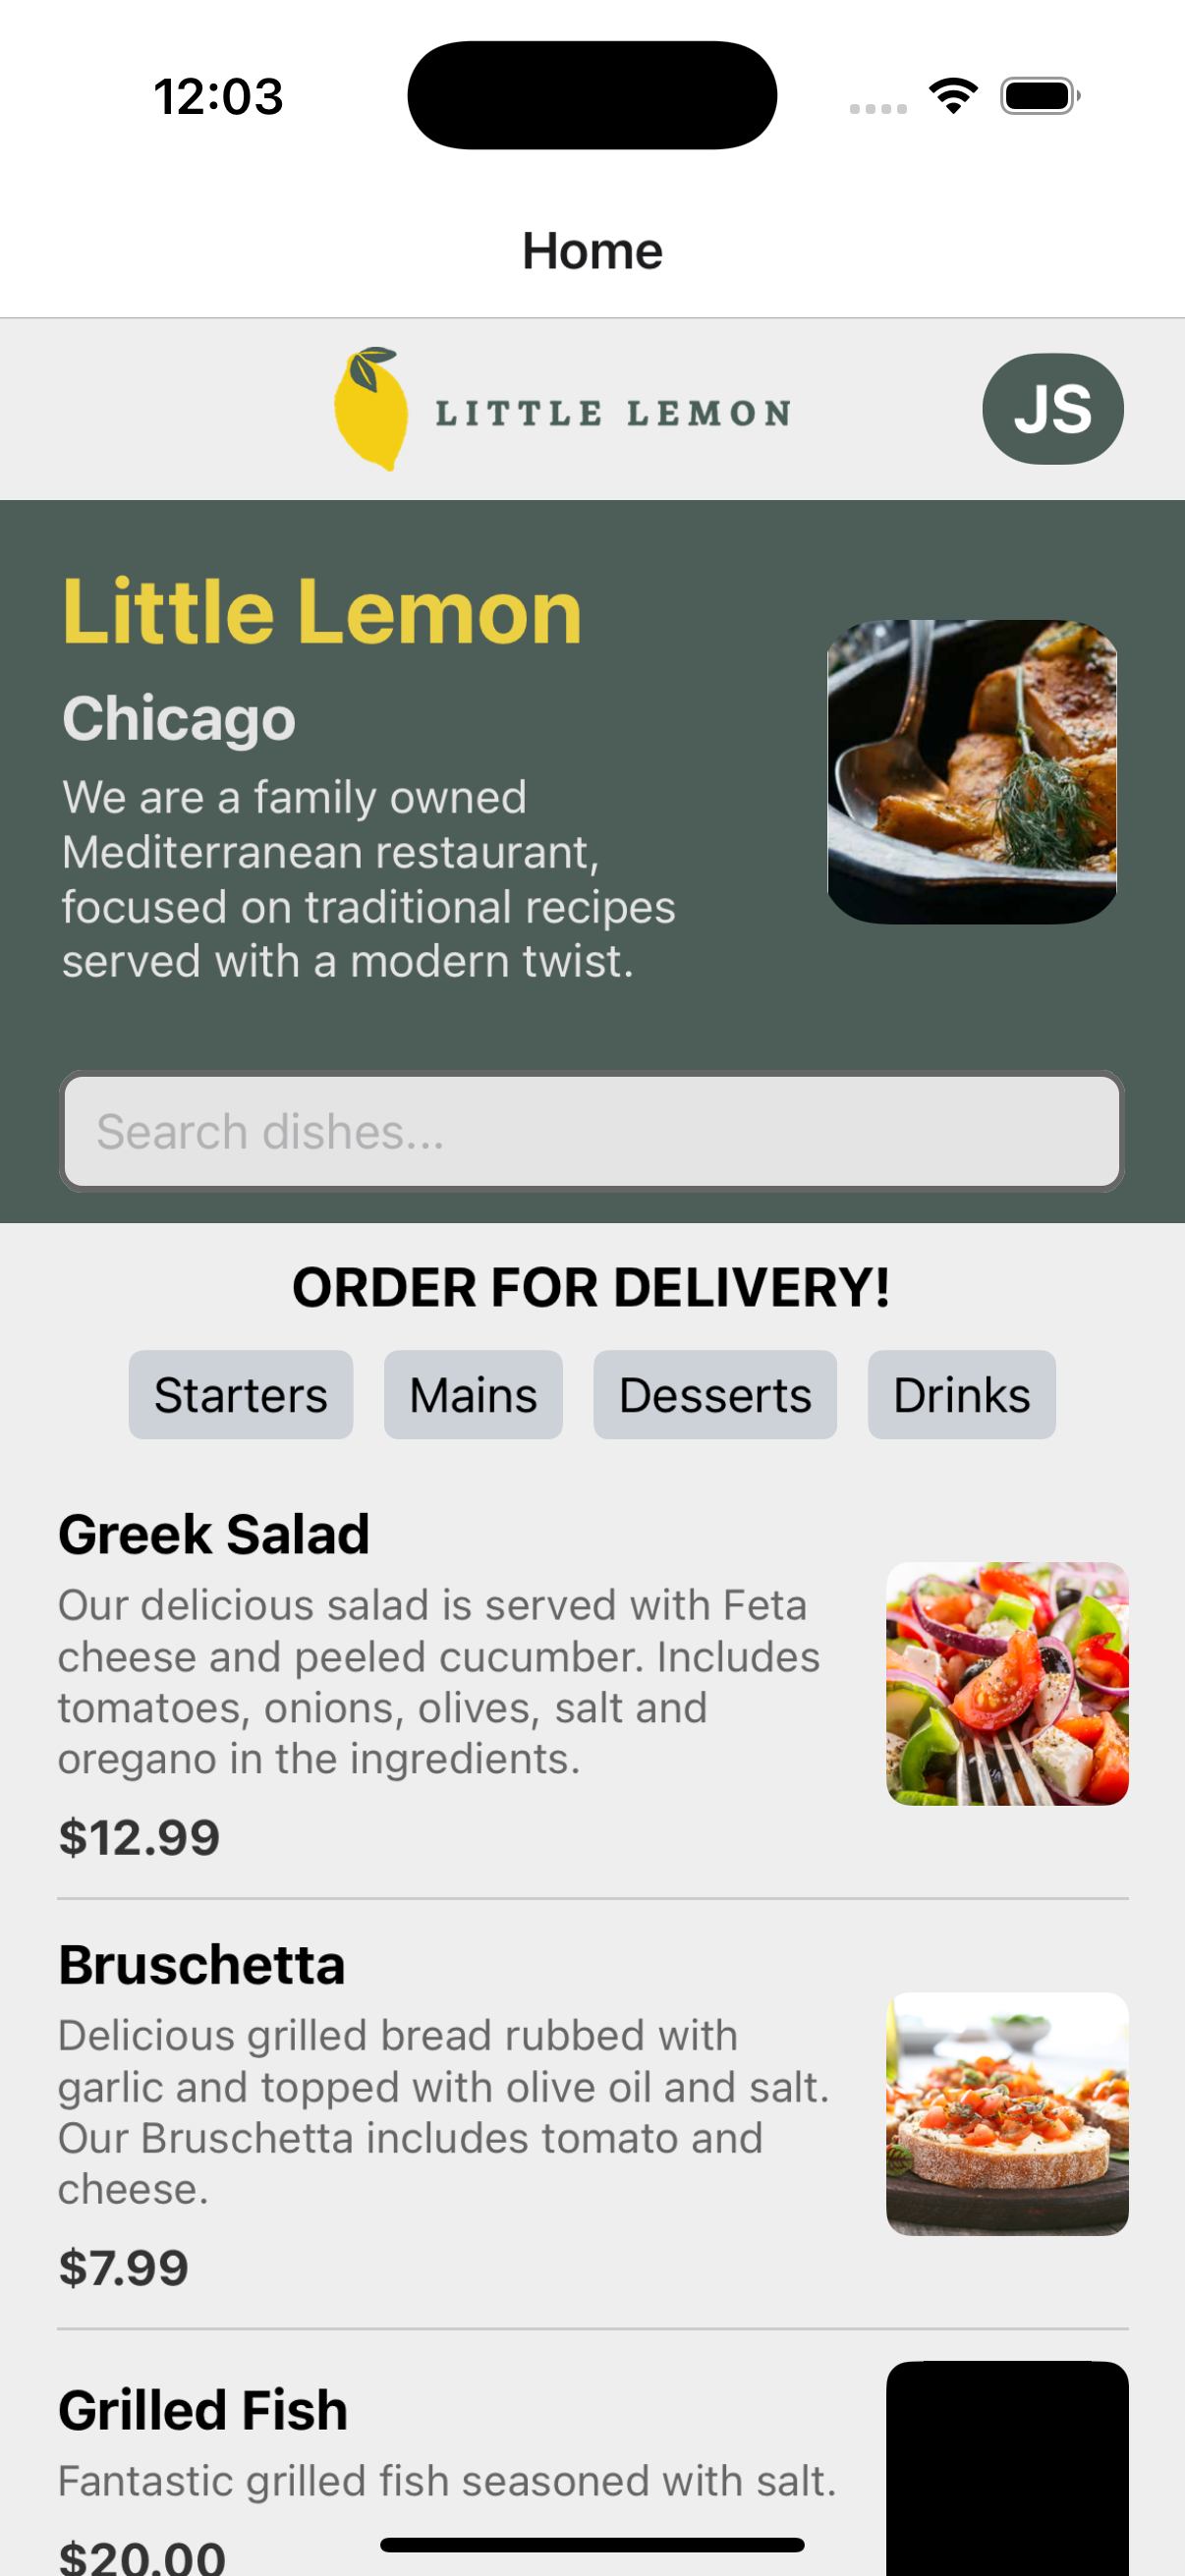 12:03
Home
LITTLE LEMON
JS
Little Lemon
Chicago
We are a family owned
Mediterranean restaurant,
focused on traditional recipes
served with a modern twist.
Search dishes...
ORDER FOR DELIVERY!
Starters Mains Desserts Drinks
Greek Salad
Our delicious salad is served with Feta
cheese and peeled cucumber. Includes
tomatoes, onions, olives, salt and
oregano in the ingredients.
$12.99
Bruschetta
Delicious grilled bread rubbed with
garlic and topped with olive oil and salt.
Our Bruschetta includes tomato and
cheese.
$7.99
Grilled Fish
Fantastic grilled fish seasoned with salt.
$20.00